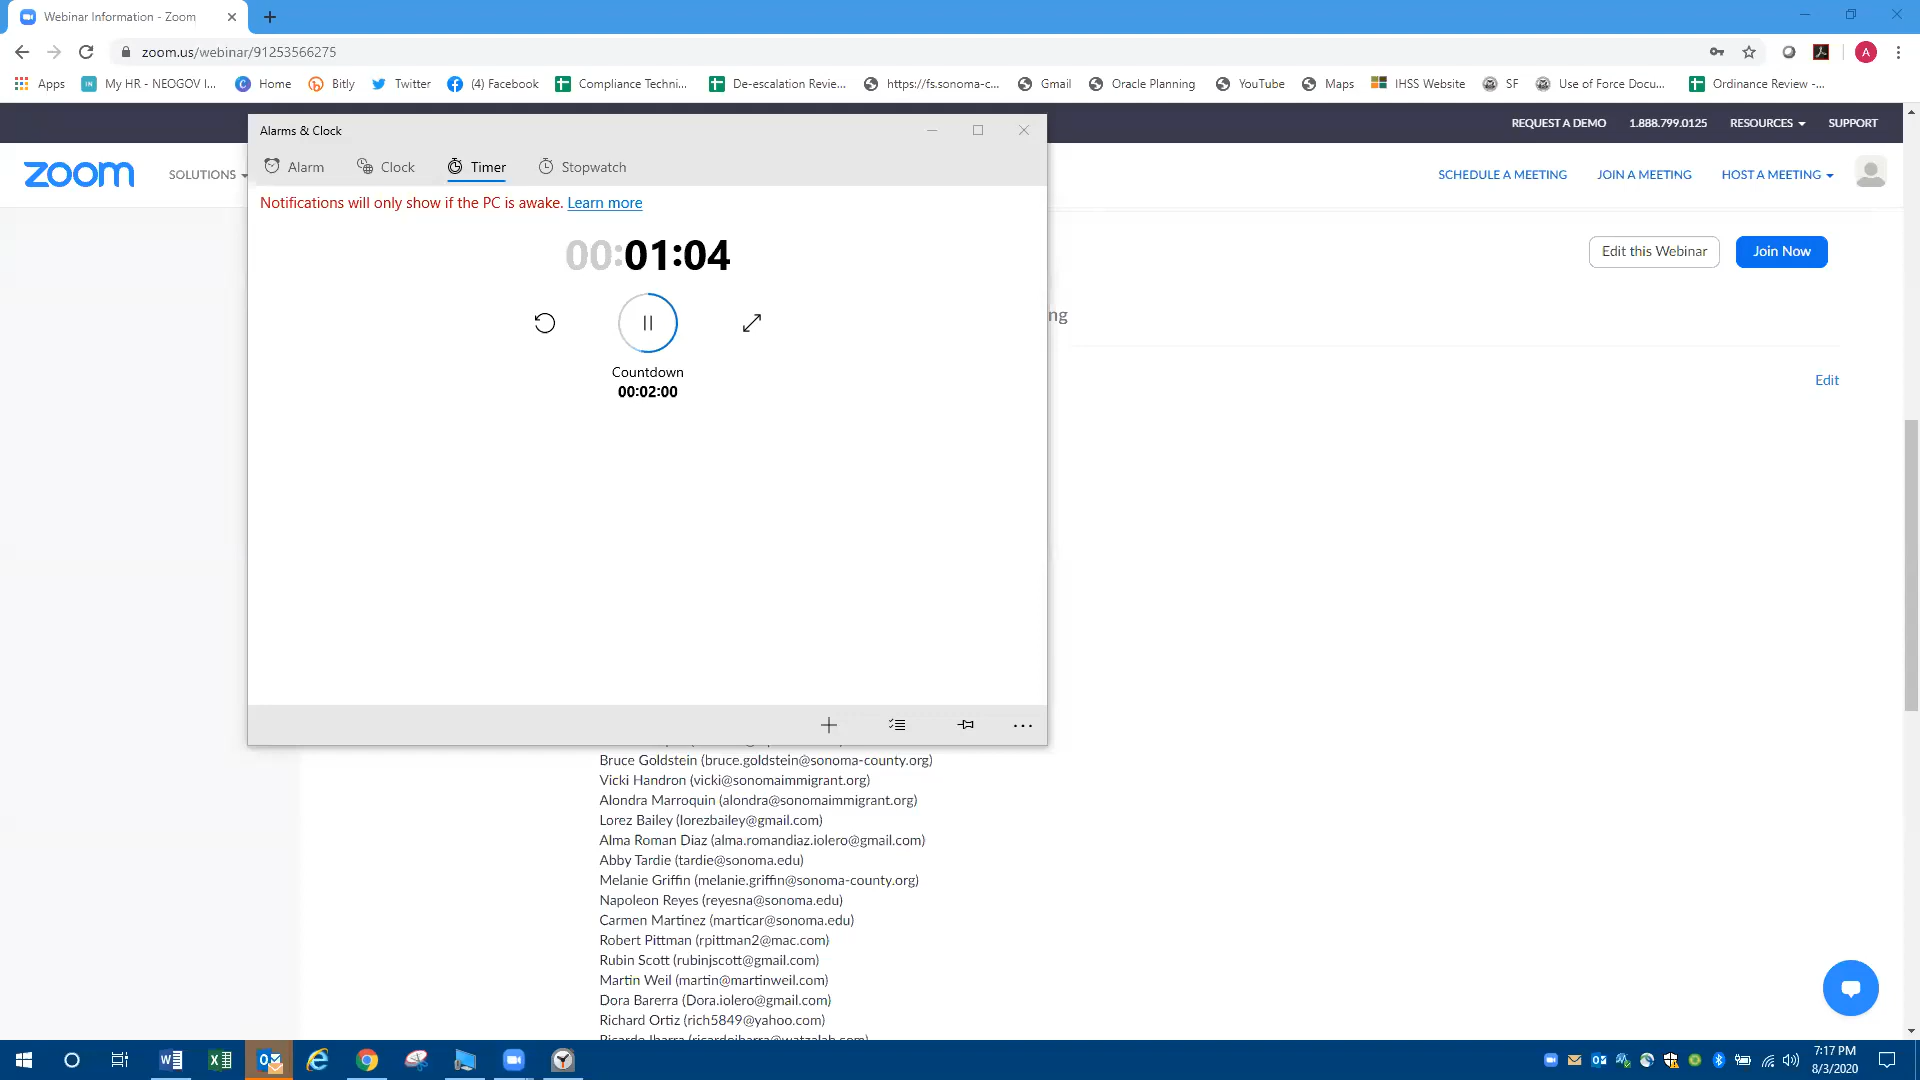 Webinar Information - Zoom
zoom.us/webinar/91253566275
A
Apps
My HR - NEOGOV I...
Home
Bitly
Twitter
(4) Facebook
Compliance Techni...
De-escalation Review...
https://fs.sonoma-c...
Gmail
Oracle Planning
YouTube
Maps
IHSS Website
SF
Use of Force Docu...
Ordinance Review -...
REQUEST A DEMO
1.888.799.0125
RESOURCES
SUPPORT
zoom
SOLUTIONS
SCHEDULE A MEETING
JOIN A MEETING
HOST A MEETING
Alarms & Clock
Alarm
Clock
Timer
Stopwatch
Notifications will only show if the PC is awake. Learn more
00:01:04
Countdown
00:02:00
Edit this Webinar
Join Now
ng
Edit
Bruce Goldstein (bruce.goldstein@sonoma-county.org)
Vicki Handron (vicki@sonomaimmigrant.org)
Alondra Marroquin (alondra@sonomaimmigrant.org)
Lorez Bailey (lorezbailey@gmail.com)
Alma Roman Diaz (alma.romandiaz.iolero@gmail.com)
Abby Tardie (tardie@sonoma.edu)
Melanie Griffin (melanie.griffin@sonoma-county.org)
Napoleon Reyes (reyesna@sonoma.edu)
Carmen Martinez (marticar@sonoma.edu)
Robert Pittman (rpittman2@mac.com)
Rubin Scott (rubinjscott@gmail.com)
Martin Weil (martin@martinweil.com)
Dora Barerra (Dora.iolero@gmail.com)
Richard Ortiz (rich5849@yahoo.com)
7:17 PM
8/3/2020